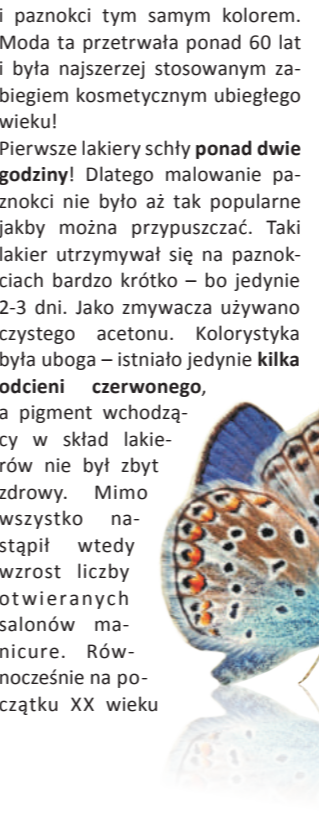 i paznokci tym samym kolorem.
Moda ta przetrwała ponad 60 lat
i była najszerzej stosowanym za-
biegiem kosmetycznym ubiegłego
wieku!
Pierwsze lakiery schły ponad dwie
godziny! Dlatego malowanie pa-
znokci nie było aż tak popularne
jakby można przypuszczać. Taki
lakier utrzymywał się na paznok-
ciach bardzo krótko – bo jedynie
2-3 dni. Jako zmywacza używano
czystego acetonu. Kolorystyka
była uboga – istniało jedynie kilka
odcieni czerwonego,
a pigment wchodzą-
cy w skład lakie-
rów nie był zbyt
zdrowy. Mimo
wszystko na-
stąpił wtedy
wzrost liczby
otwieranych
salonów ma-
nicure. Rów-
nocześnie na po-
czątku XX wieku